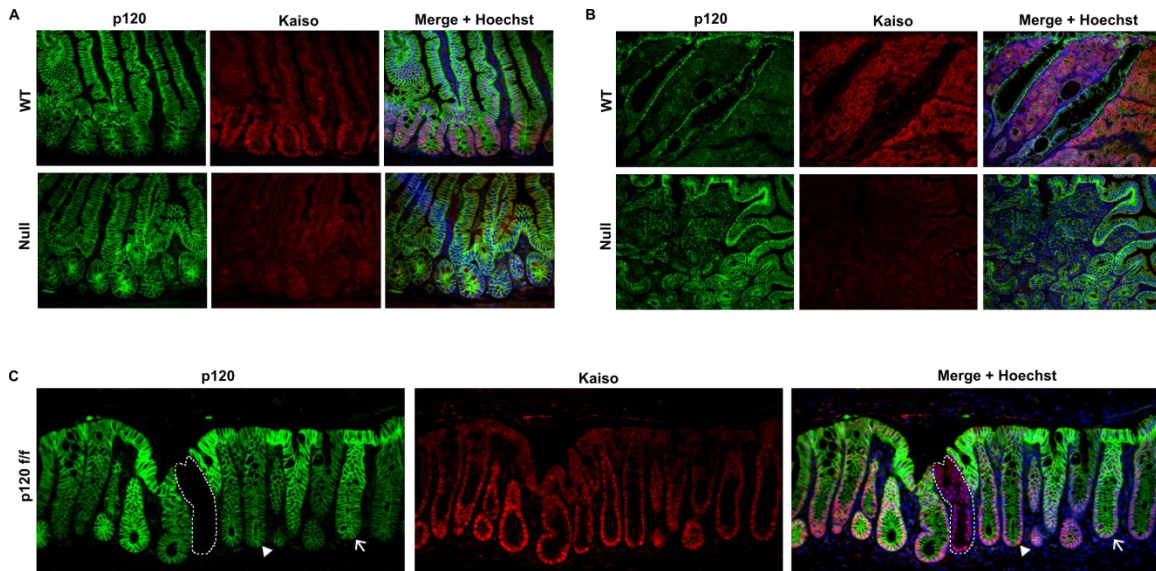 A
p120
Kaiso
Merge + Hoechst
WT
Null
B
p120
Kaiso
Merge + Hoechst
WT
Null
C
p120
Kaiso
Merge + Hoechst
p120 f/f